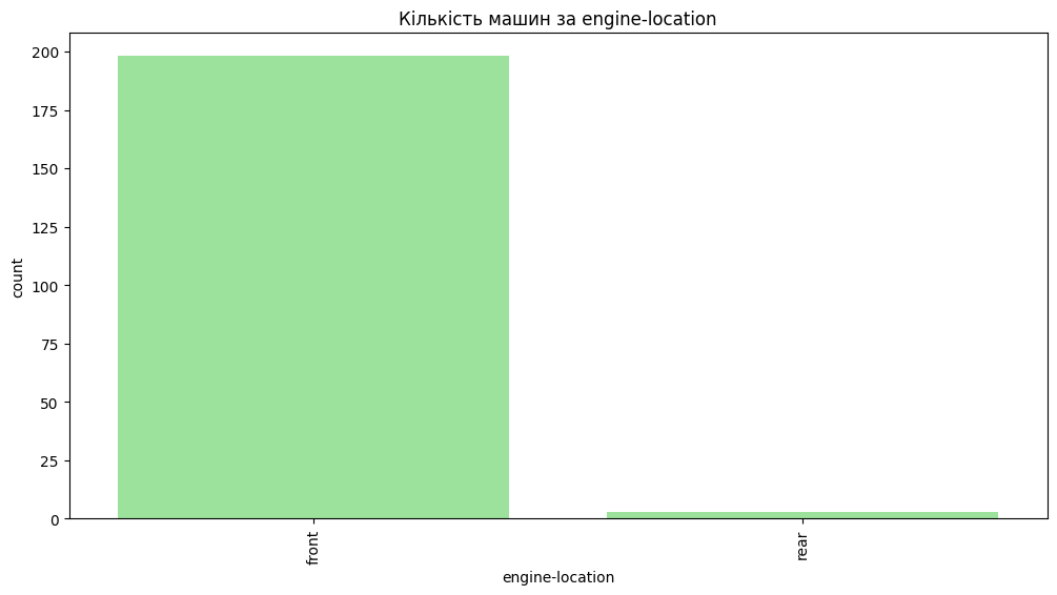 Кількість машин за engine-location
200
175
150
125
100
75
50
25
0
count
front
rear
engine-location